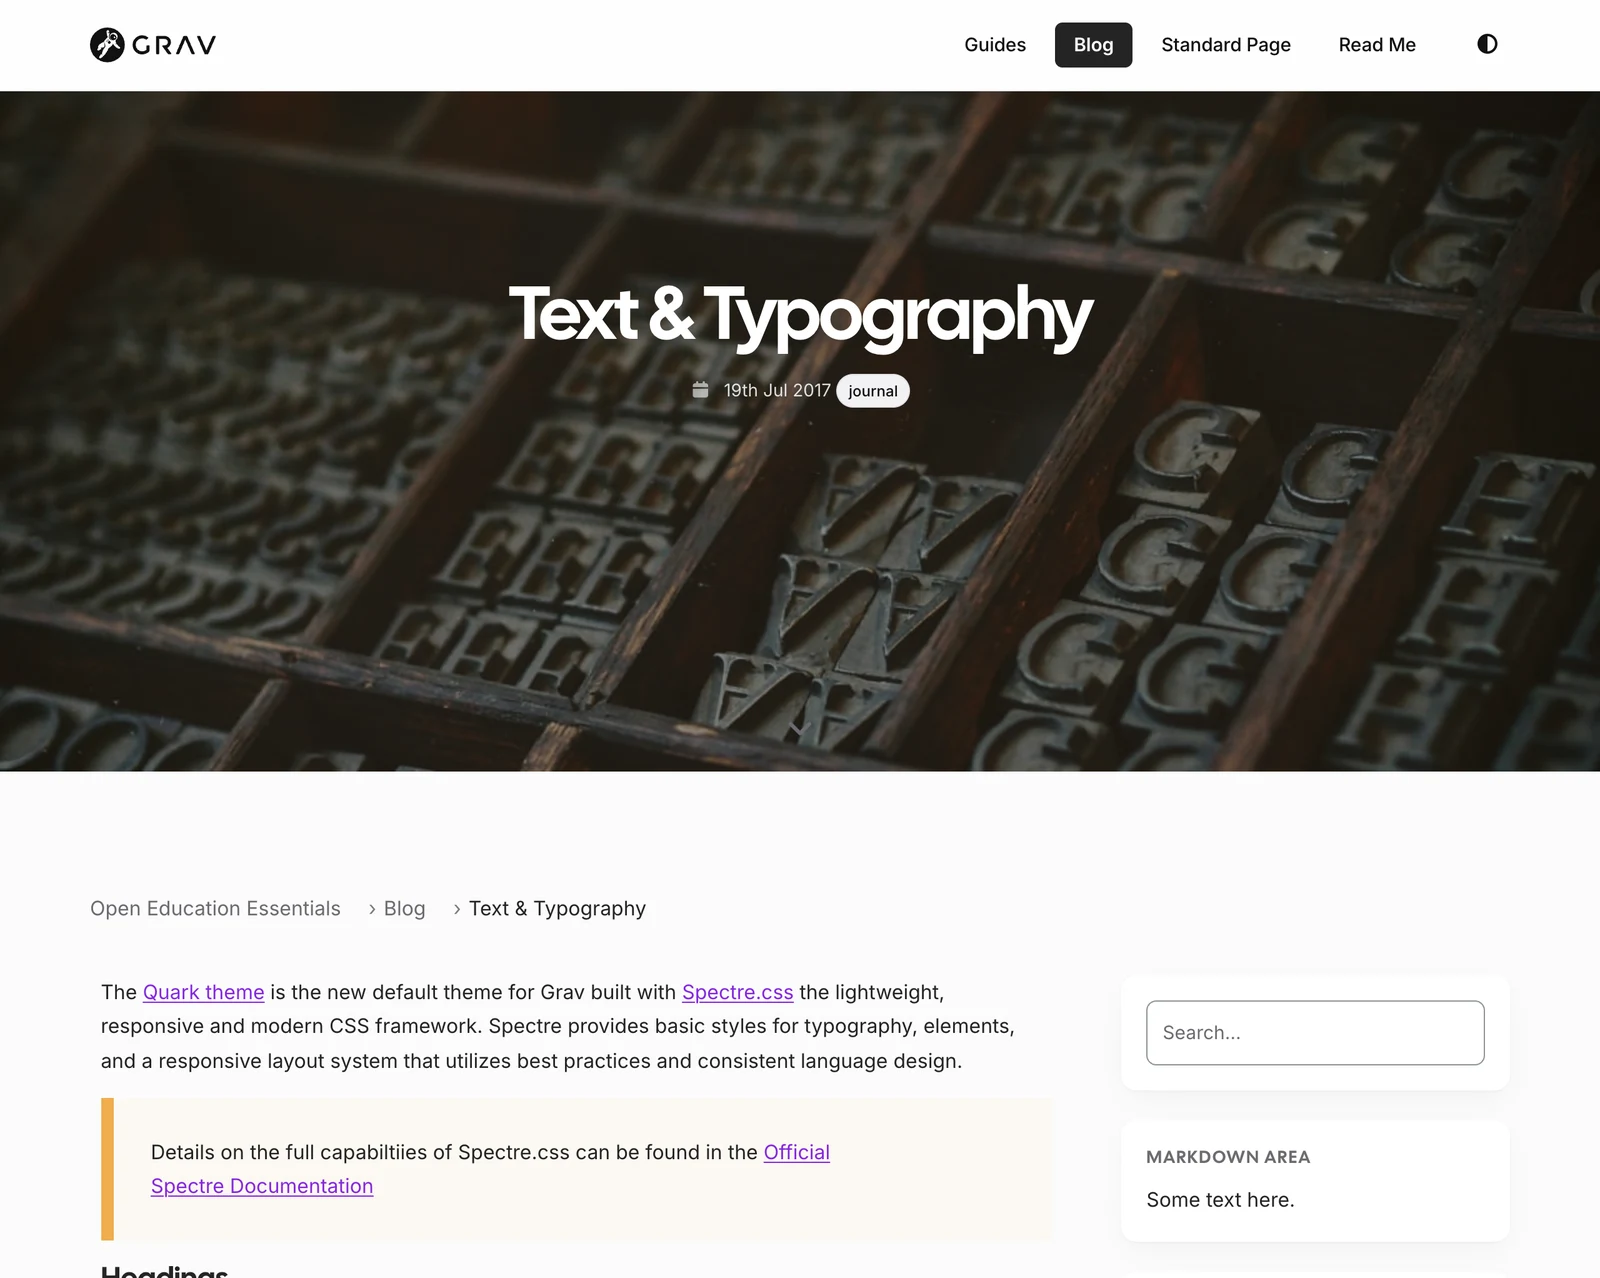 GRAV
Guides
Blog
Standard Page
Read Me
Text & Typography
19th Jul 2017 journal
Open Education Essentials › Blog › Text & Typography
The Quark theme is the new default theme for Grav built with Spectre.css the lightweight,
responsive and modern CSS framework. Spectre provides basic styles for typography, elements,
and a responsive layout system that utilizes best practices and consistent language design.
Details on the full capabiltiies of Spectre.css can be found in the Official
Spectre Documentation
Headings
Search…
MARKDOWN AREA
Some text here.